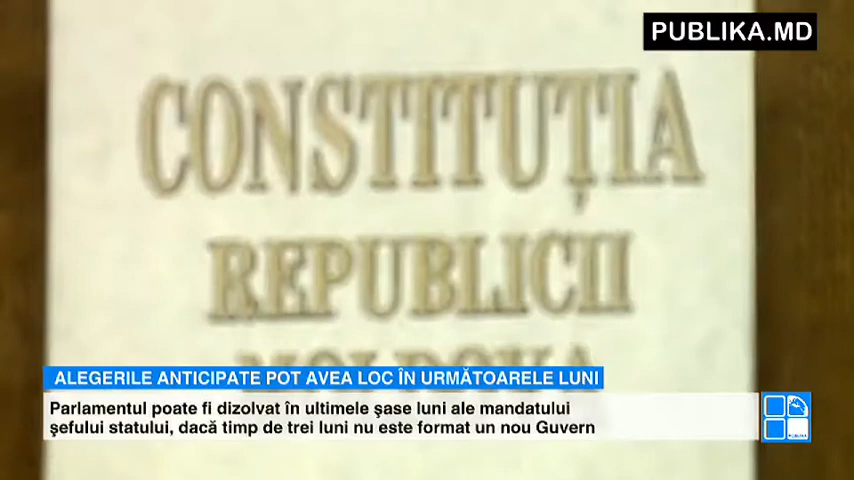 PUBLIKA.MD
CONSTITUȚIA
REPUBLICII
MOLDOVA
ALEGERILE ANTICIPATE POT AVEA LOC ÎN URMĂTOARELE LUNI
Parlamentul poate fi dizolvat în ultimele şase luni ale mandatului
şefului statului, dacă timp de trei luni nu este format un nou Guvern